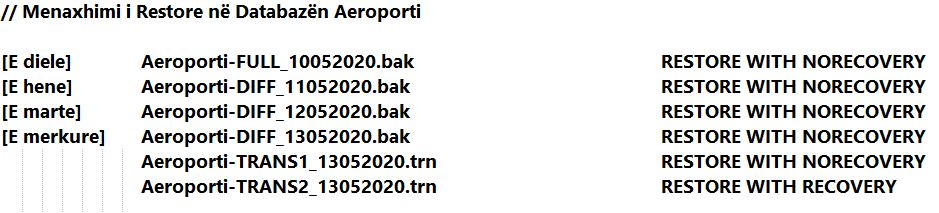 // Menaxhimi i Restore në Databazën Aeroporti
[E diele] Aeroporti-FULL_10052020.bak RESTORE WITH NORECOVERY
[E hene] Aeroporti-DIFF_11052020.bak RESTORE WITH NORECOVERY
[E marte] Aeroporti-DIFF_12052020.bak RESTORE WITH NORECOVERY
[E merkure] Aeroporti-DIFF_13052020.bak RESTORE WITH NORECOVERY
Aeroporti-TRANS1_13052020.trn RESTORE WITH NORECOVERY
Aeroporti-TRANS2_13052020.trn RESTORE WITH RECOVERY